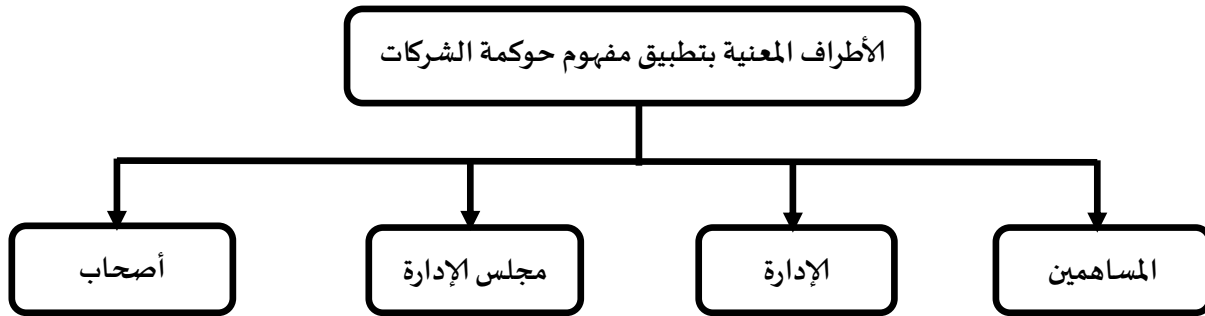 الأطراف المعنية بتطبيق مفهوم حوكمة الشركات
المساهمين
الإدارة
مجلس الإدارة
أصحاب